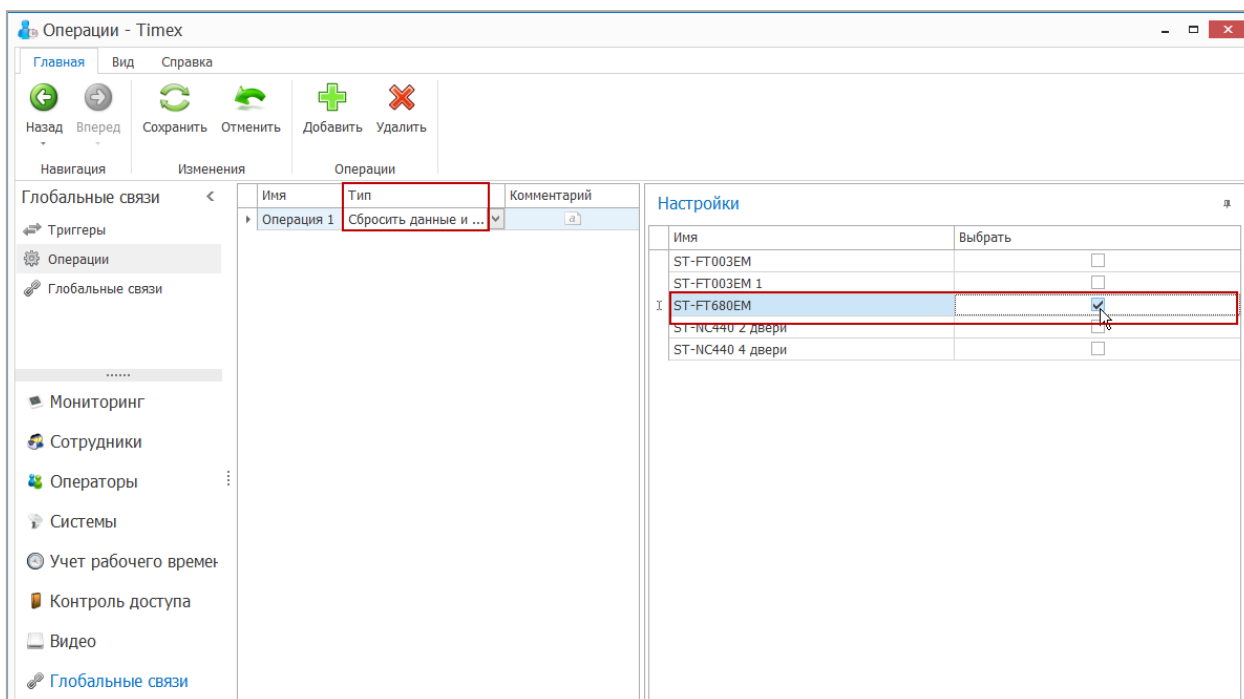 Операции - Timex
Главная Вид Справка
Назад Вперед Сохранить Отменить Добавить Удалить
Навигация Изменения Операции
Глобальные связи
Триггеры
Операции
Глобальные связи
Мониторинг
Сотрудники
Операторы
Системы
Учет рабочего времен
Контроль доступа
Видео
Глобальные связи
Имя Тип Комментарий
Операция 1 Сбросить данные и ...
Настройки
Имя Выбрать
ST-FT003EM
ST-FT003EM 1
ST-FT680EM
ST-NC440 2 двери
ST-NC440 4 двери